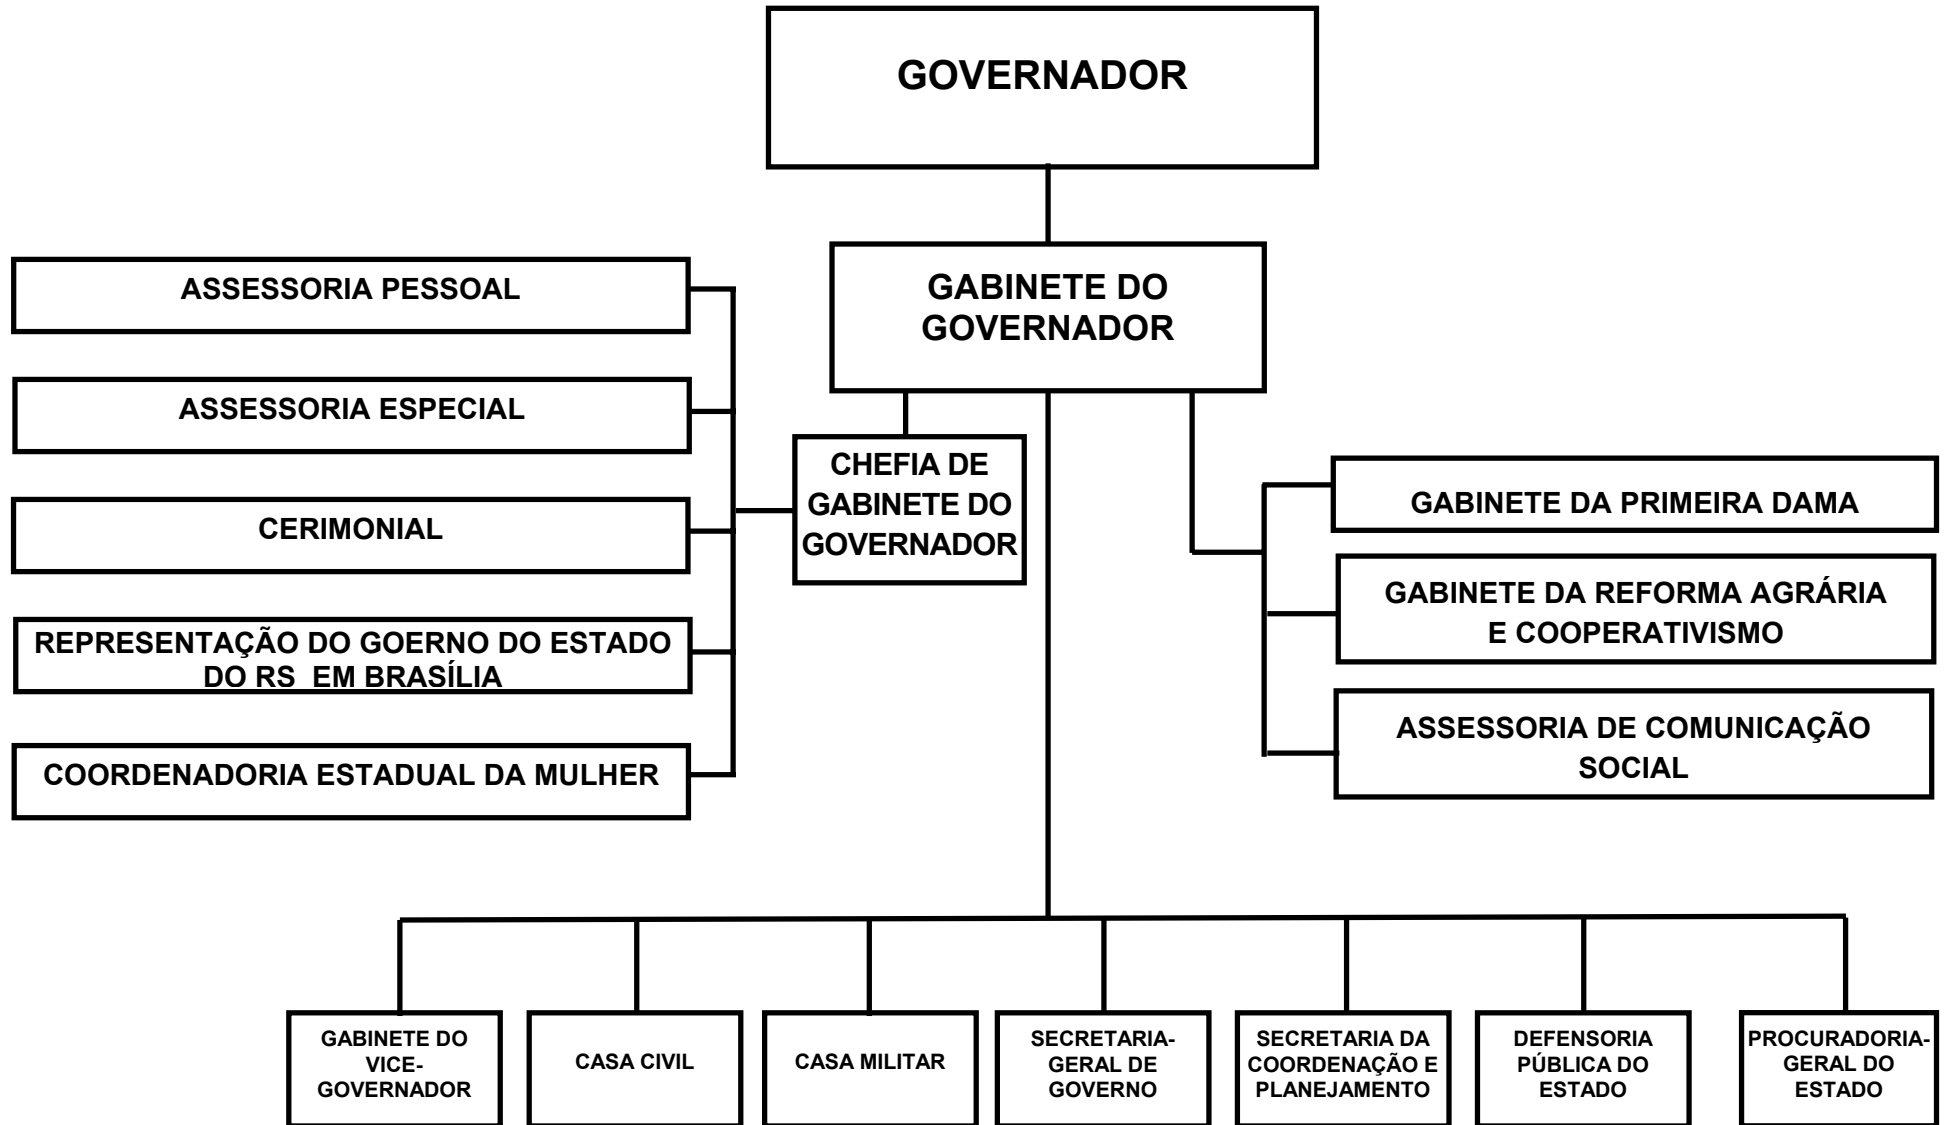 GOVERNADOR
GABINETE DO
GOVERNADOR
ASSESSORIA PESSOAL
ASSESSORIA ESPECIAL
CERIMONIAL
REPRESENTAÇÃO DO GOERNO DO ESTADO
DO RS EM BRASÍLIA
COORDENADORIA ESTADUAL DA MULHER
CHEFIA DE
GABINETE DO
GOVERNADOR
GABINETE DA PRIMEIRA DAMA
GABINETE DA REFORMA AGRÁRIA
E COOPERATIVISMO
ASSESSORIA DE COMUNICAÇÃO
SOCIAL
GABINETE DO
VICE-
GOVERNADOR
CASA CIVIL
CASA MILITAR
SECRETARIA-
GERAL DE
GOVERNO
SECRETARIA DA
COORDENAÇÃO E
PLANEJAMENTO
DEFENSORIA
PÚBLICA DO
ESTADO
PROCURADORIA-
GERAL DO
ESTADO